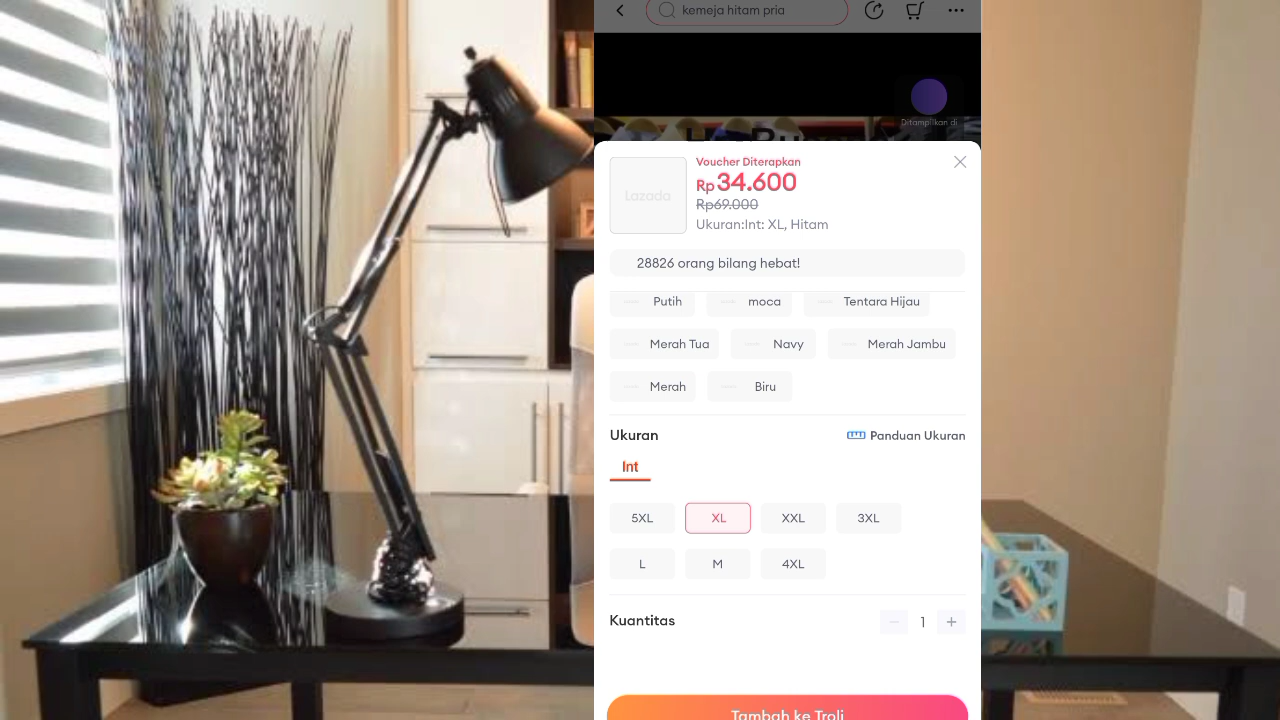 kemeja hitam pria
Ditampilkan di
Voucher Diterapkan
Lazada
Rp34.600
Rp69.000
Ukuran:Int: XL, Hitam
28826 orang bilang hebat!
Putih moca Tentara Hijau
Merah Tua Navy Merah Jambu
Merah Biru
Ukuran Panduan Ukuran
Int
5XL XL XXL 3XL
L M 4XL
Kuantitas 1
Tambah ke Troli